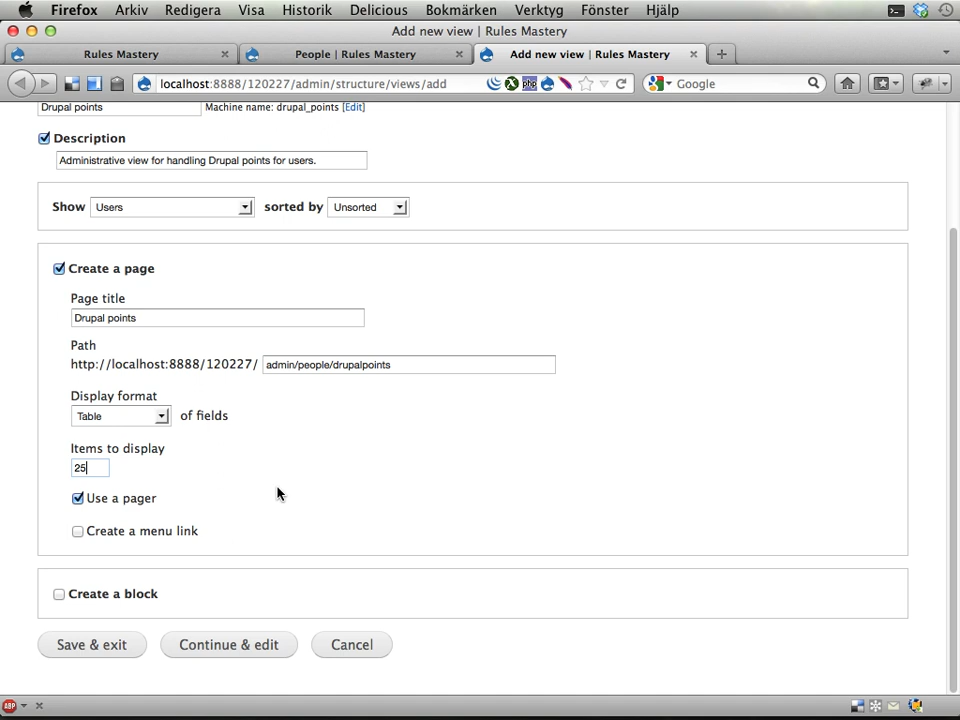 Firefox Arkiv Redigera Visa Historik Delicious Bokmärken Verktyg Fönster Hjälp
Add new view | Rules Mastery
Rules Mastery People | Rules Mastery Add new view | Rules Mastery
localhost:8888/120227/admin/structure/views/add php Google
Drupal points Machine name: drupal_points [Edit]
Description
Administrative view for handling Drupal points for users.
Show Users sorted by Unsorted
Create a page
Page title
Drupal points
Path
http://localhost:8888/120227/ admin/people/drupalpoints
Display format
Table of fields
Items to display
25
Use a pager
Create a menu link
Create a block
Save & exit Continue & edit Cancel
ABP